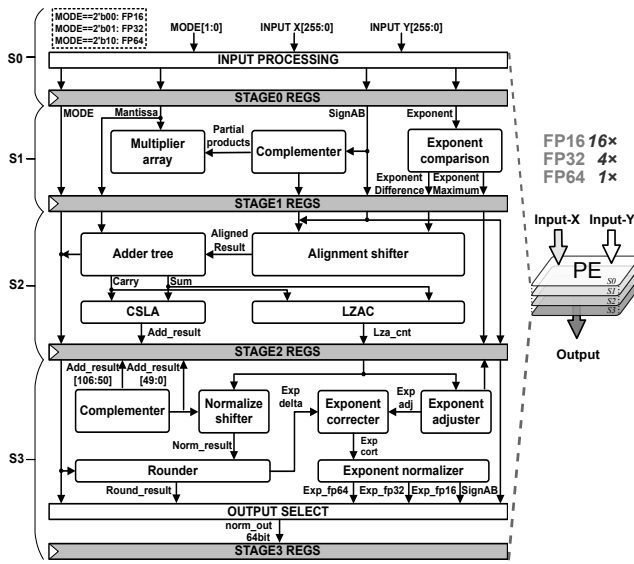 MODE==2'b00: FP16
MODE==2'b01: FP32
MODE==2'b10: FP64
MODE[1:0]
INPUT X[255:0]
INPUT Y[255:0]
S0
INPUT PROCESSING
STAGE0 REGS
MODE
Mantissa
SignAB
Exponent
S1
Multiplier
array
Partial
products
Complementer
Exponent
comparison
Exponent
Difference
Exponent
Maximum
STAGE1 REGS
S2
Adder tree
Aligned
Result
Alignment shifter
Carry
Sum
CSLA
LZAC
Add_result
Lza_cnt
STAGE2 REGS
S3
Add_result
[106:50]
Add_result
[49:0]
Complementer
Normalize
shifter
Exp
delta
Exponent
correcter
Exp
adj
Exponent
adjuster
Norm_result
Exp
cort
Rounder
Exponent normalizer
Round_result
Exp_fp64
Exp_fp32
Exp_fp16
SignAB
OUTPUT SELECT
norm_out
64bit
STAGE3 REGS
FP16 16×
FP32 4×
FP64 1×
Input-X
Input-Y
PE
S0
S1
S2
S3
Output